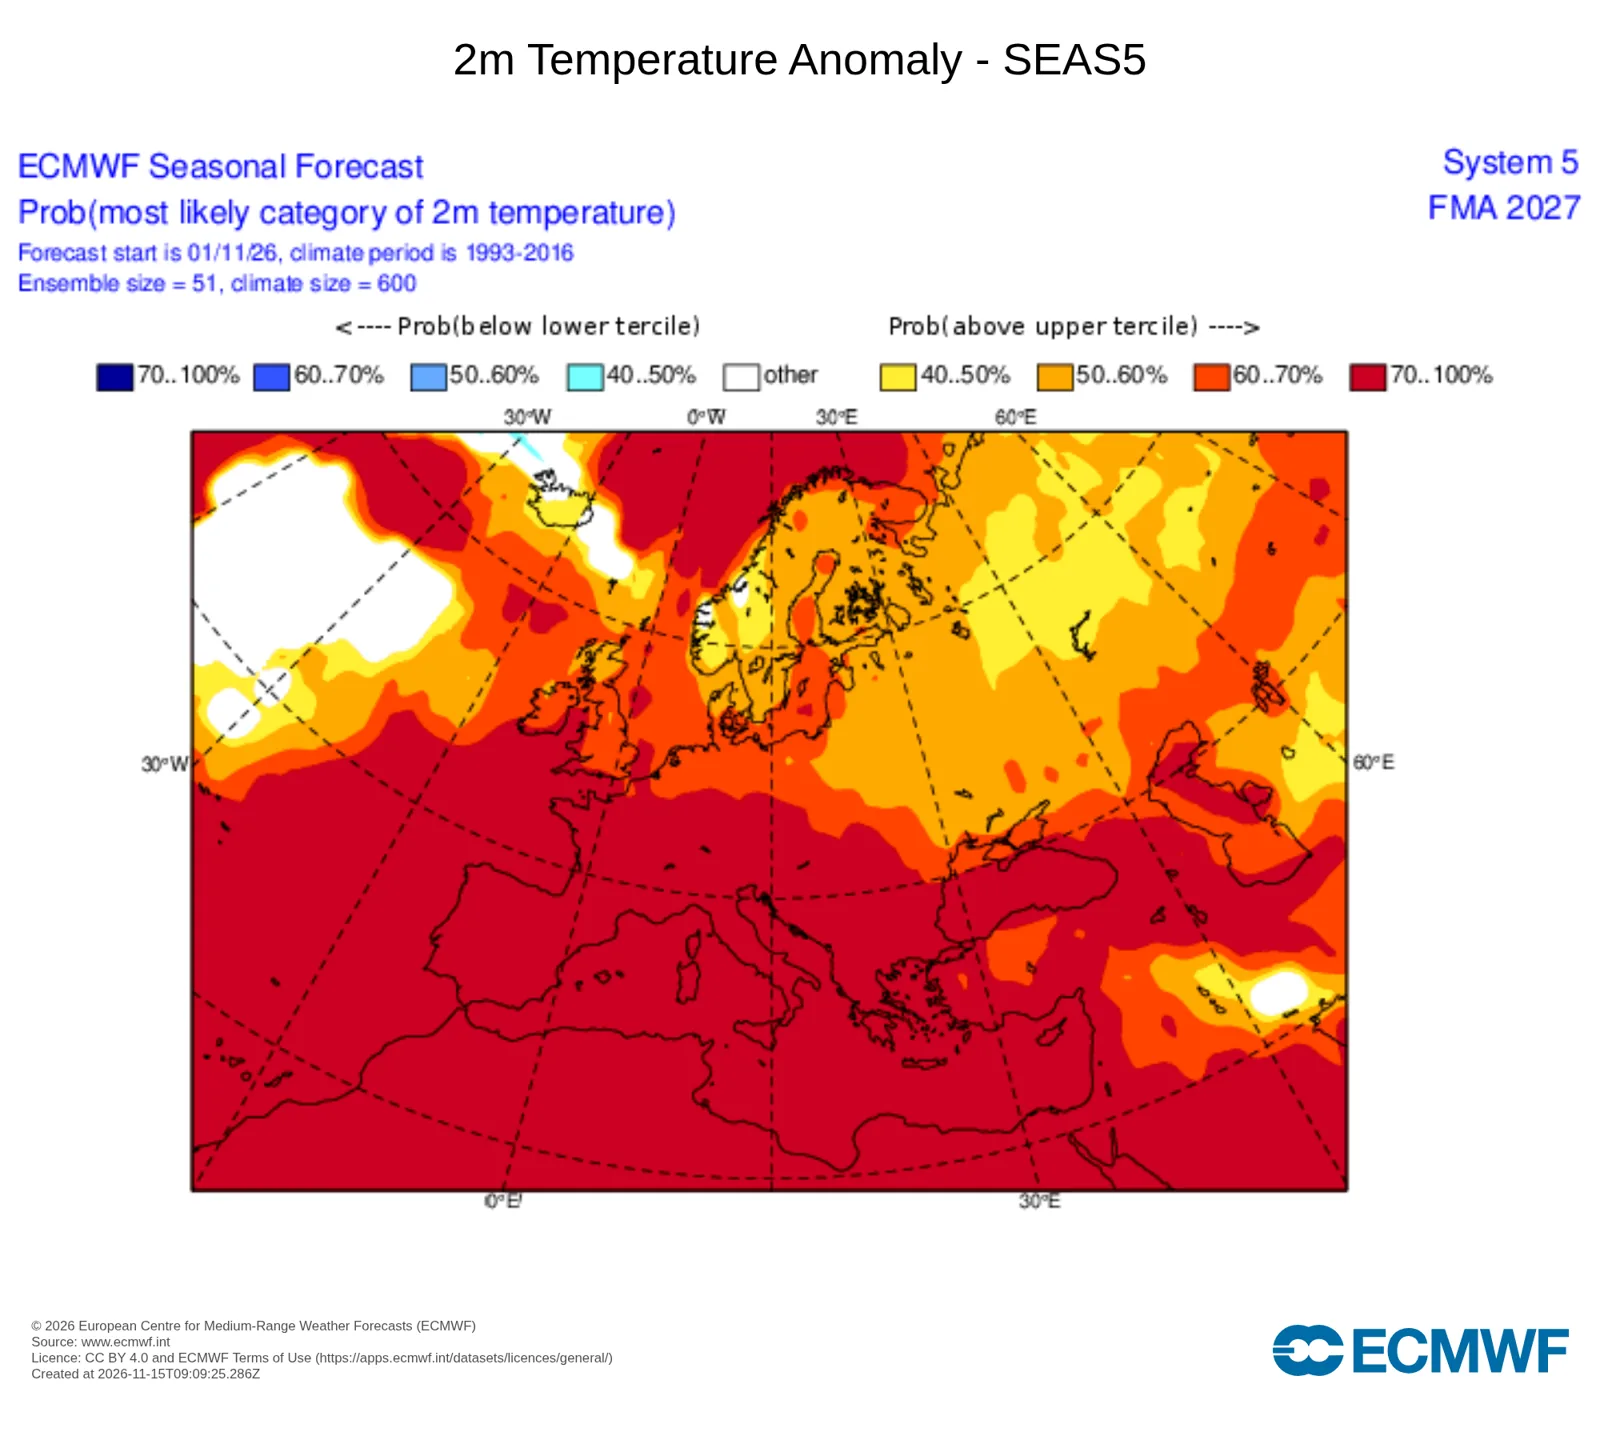 2m Temperature Anomaly - SEAS5
ECMWF Seasonal Forecast
System 5
Prob(most likely category of 2m temperature)
FMA 2027
Forecast start is 01/11/26, climate period is 1993-2016
Ensemble size = 51, climate size = 600
<---- Prob(below lower tercile)
Prob(above upper tercile) ---->
70..100%
60..70%
50..60%
40..50%
other
40..50%
50..60%
60..70%
70..100%
30°W
0°W
30°E
60°E
30°W
60°E
0°E
30°E
© 2026 European Centre for Medium-Range Weather Forecasts (ECMWF)
Source: www.ecmwf.int
Licence: CC BY 4.0 and ECMWF Terms of Use (https://apps.ecmwf.int/datasets/licences/general/)
Created at 2026-11-15T09:09:25.286Z
ECMWF